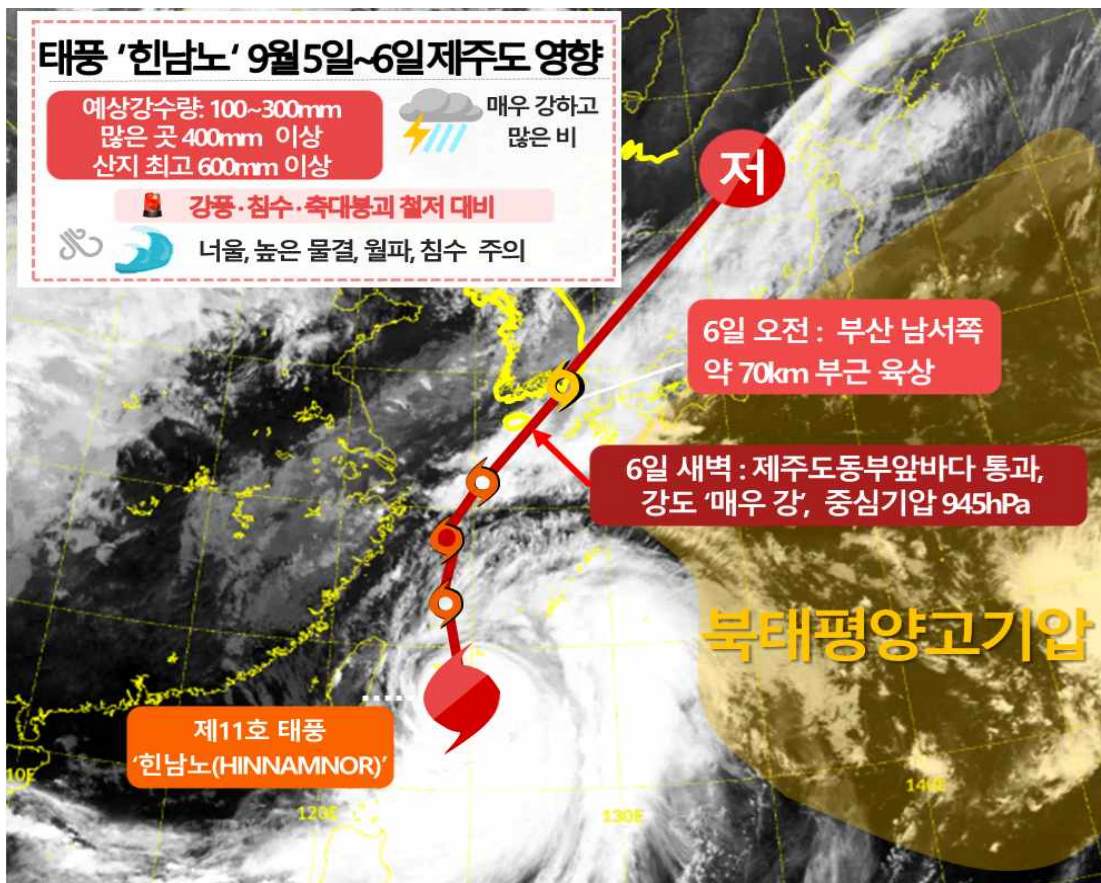 태풍 '힌남노' 9월 5일~6일 제주도 영향
예상강수량: 100~300mm
많은 곳 400mm 이상
산지 최고 600mm 이상
매우 강하고
많은 비
강풍·침수·축대붕괴 철저 대비
너울, 높은 물결, 월파, 침수 주의
저
6일 오전 : 부산 남서쪽
약 70km 부근 육상
6일 새벽 : 제주도동부앞바다 통과,
강도 '매우 강', 중심기압 945hPa
북태평양고기압
제11호 태풍
'힌남노(HINNAMNOR)'
10E
120E
130E
140E